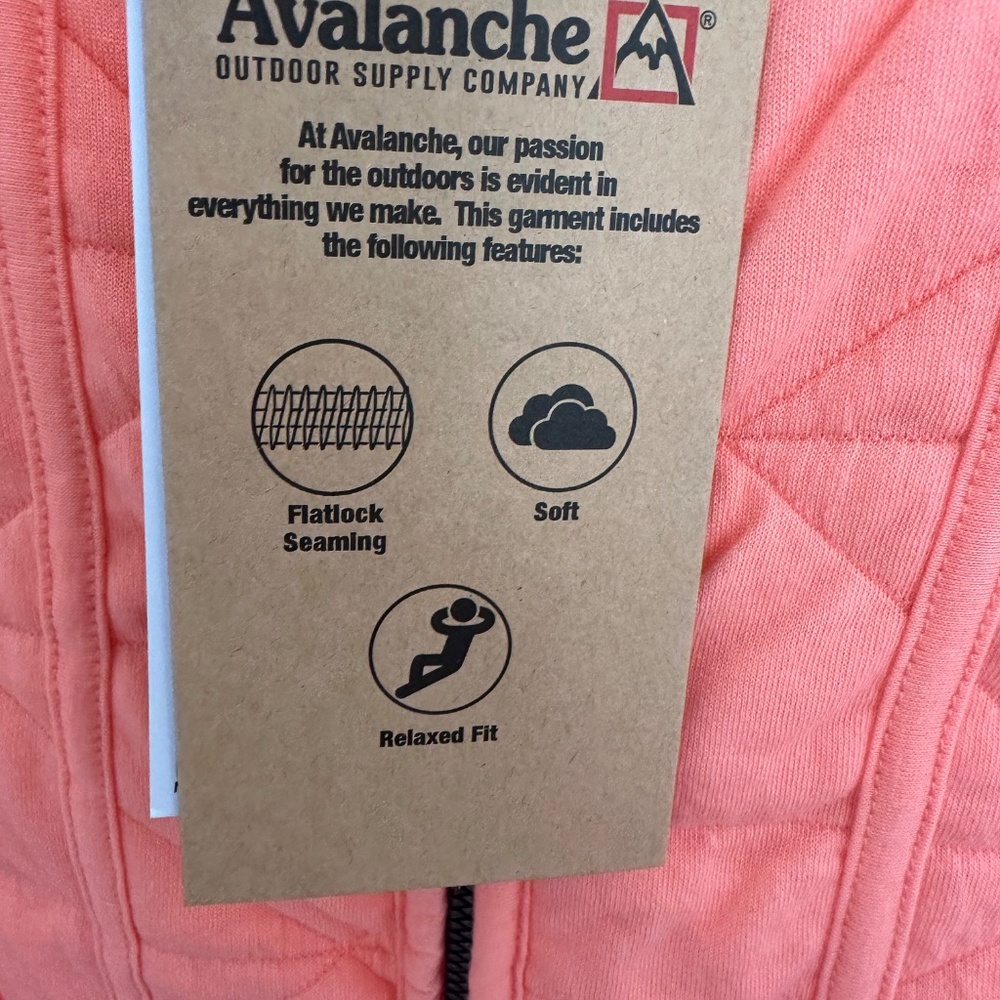 Avalanche ®
OUTDOOR SUPPLY COMPANY
At Avalanche, our passion
for the outdoors is evident in
everything we make. This garment includes
the following features:
Flatlock
Seaming
Soft
Relaxed Fit